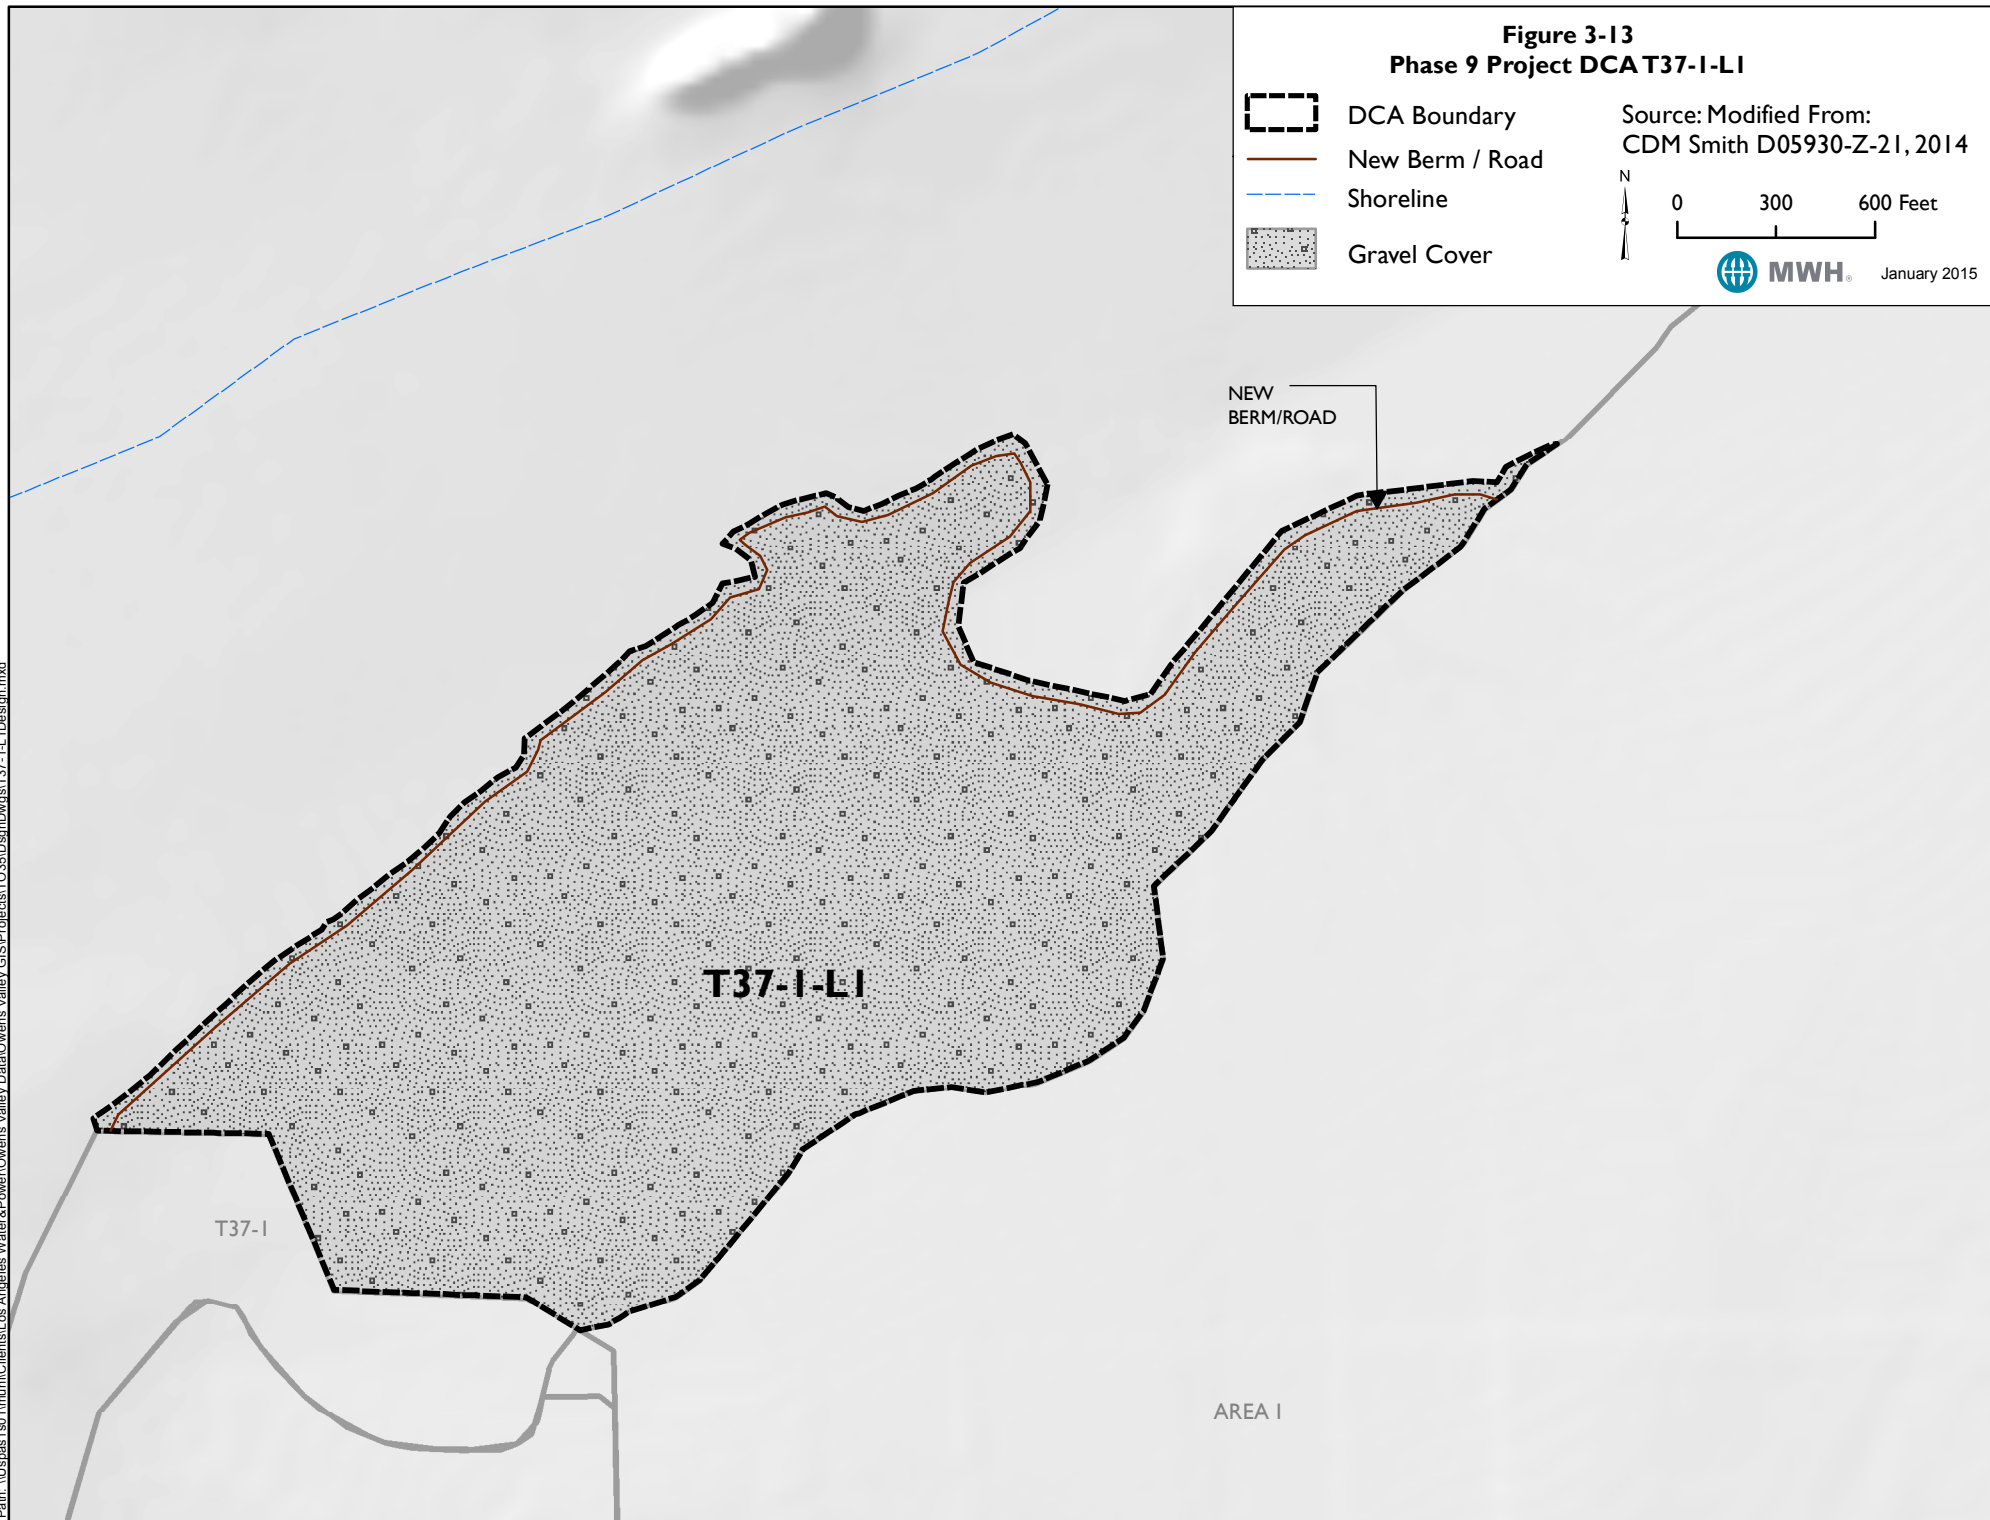 Figure 3-13
Phase 9 Project DCA T37-1-L1
DCA Boundary
New Berm / Road
Shoreline
Gravel Cover
Source: Modified From:
CDM Smith D05930-Z-21, 2014
N
0 300 600 Feet
MWH®
January 2015
NEW
BERM/ROAD
T37-1-L1
T37-1
AREA 1